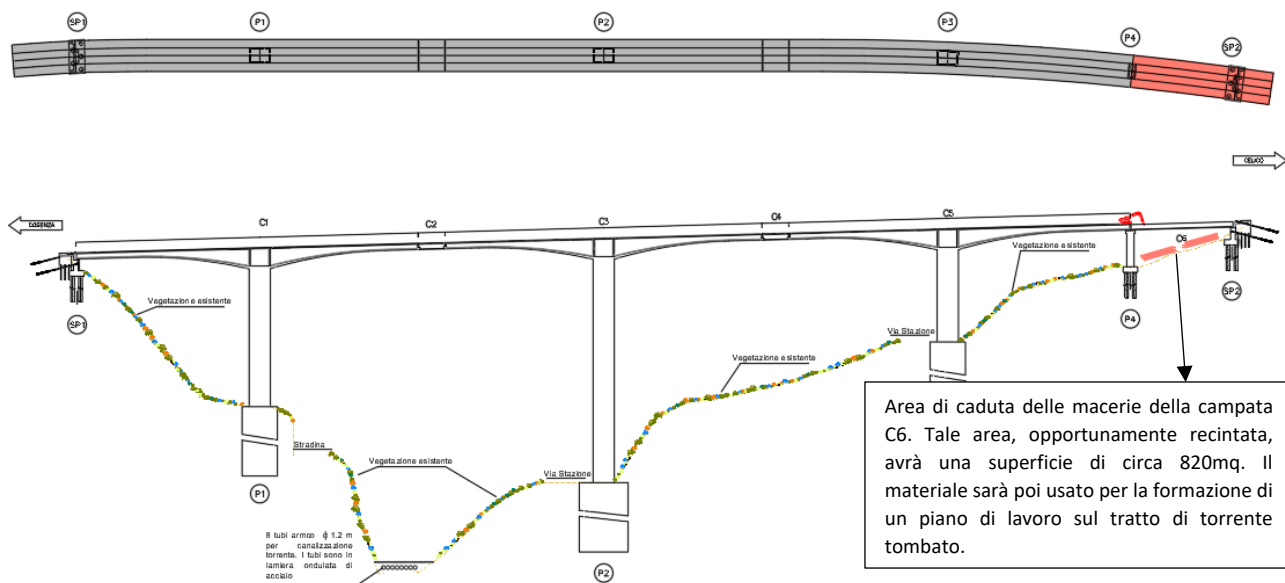 SP1
P1
P2
P3
P4
SP2
CELICO
COSENZA
C1
C2
C3
C4
C5
C6
Vegetazione esistente
Vegetazione esistente
SP1
Via Stazione
P4
SP2
Vegetazione esistente
Stradina
Vegetazione esistente
Via Stazione
P1
8 tubi armco ϕ 1.2 m
per canalizzazione
torrente. I tubi sono in
lamiera ondulata di
acciaio
P2
Area di caduta delle macerie della campata
C6. Tale area, opportunamente recintata,
avrà una superficie di circa 820mq. Il
materiale sarà poi usato per la formazione di
un piano di lavoro sul tratto di torrente
tombato.